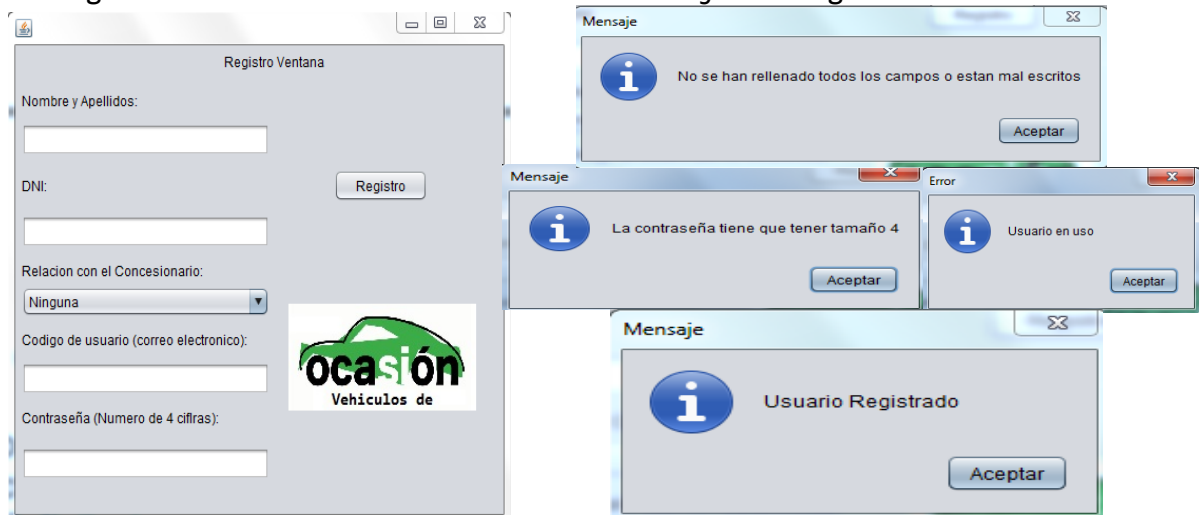 Registro Ventana
Nombre y Apellidos:
DNI:
Registro
Relacion con el Concesionario:
Ninguna
Codigo de usuario (correo electronico):
Contraseña (Numero de 4 cifras):
ocasión
Vehiculos de
Mensaje
No se han rellenado todos los campos o estan mal escritos
Aceptar
Mensaje
La contraseña tiene que tener tamaño 4
Aceptar
Error
Usuario en uso
Aceptar
Mensaje
Usuario Registrado
Aceptar